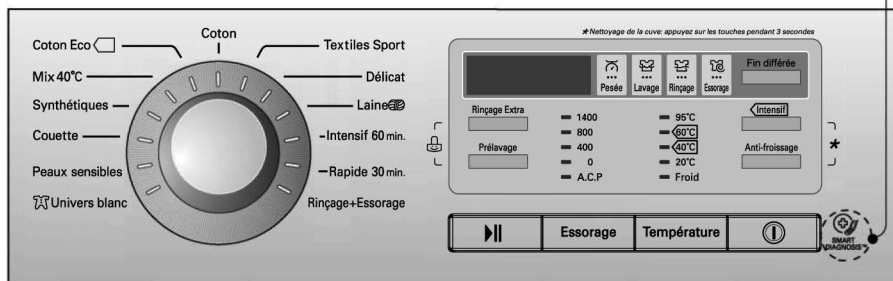 Coton
Coton Eco
Mix 40°C
Synthétiques
Couette
Peaux sensibles
Univers blanc
Textiles Sport
Délicat
Laine
Intensif 60 min.
Rapide 30 min.
Rinçage+Essorage
*Nettoyage de la cuve: appuyez sur les touches pendant 3 secondes
Pesée Lavage Rinçage Essorage
Fin différée
Rinçage Extra
Prélavage
1400
800
400
0
A.C.P
95°C
60°C
40°C
20°C
Froid
Intensif
Anti-froissage
*
Essorage Température
SMART
DIAGNOSIS™